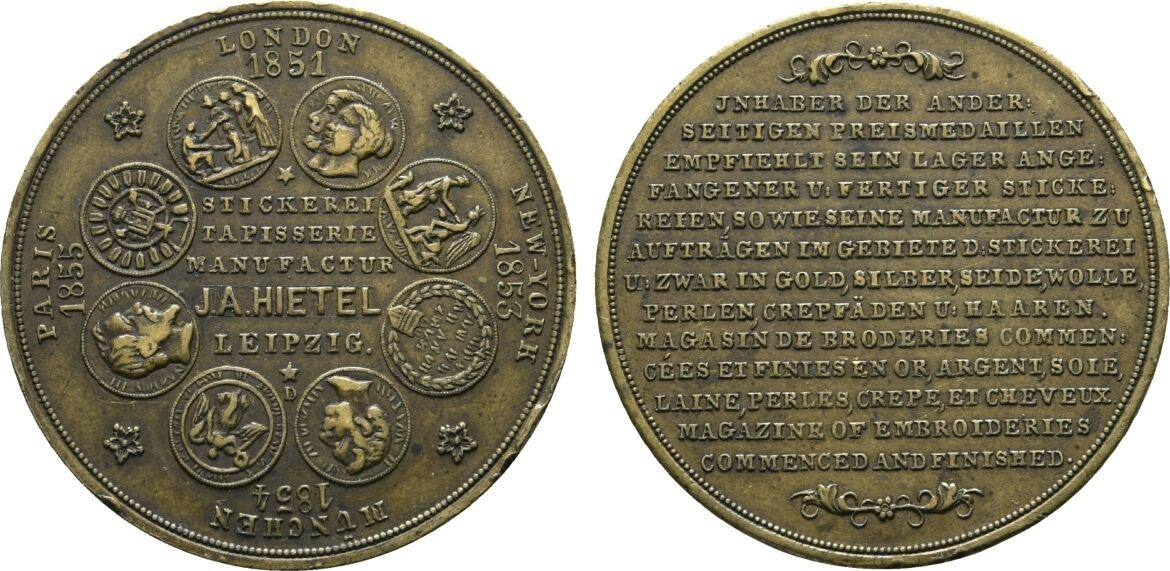 LONDON
1851
NEW-YORK
1853
MÜNCHEN
1854
PARIS
1855
STICKEREI
TAPISSERIE
MANUFACTUR
J.A.HIETEL
LEIPZIG.
D
JNHABER DER ANDER:
SEITIGEN PREISMEDAILLEN
EMPFIEHLT SEIN LAGER ANGE:
FANGENER U: FERTIGER STICKE:
REIEN, SOWIE SEINE MANUFACTUR ZU
AUFTRÄGEN IM GEBIETE D: STICKEREI
U: ZWAR IN GOLD, SILBER, SEIDE, WOLLE,
PERLEN, CREPFÄDEN U: HAAREN.
MAGASIN DE BRODERIES COMMEN:
CÉES ET FINIES EN OR, ARGENT, SOIE,
LAINE, PERLES, CREPE, ET CHEVEUX.
MAGAZINE OF EMBROIDERIES
COMMENCED AND FINISHED.